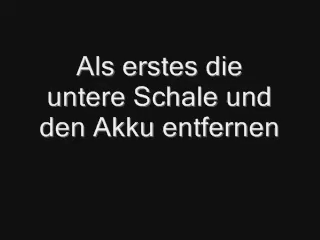 Als erstes die
untere Schale und
den Akku entfernen